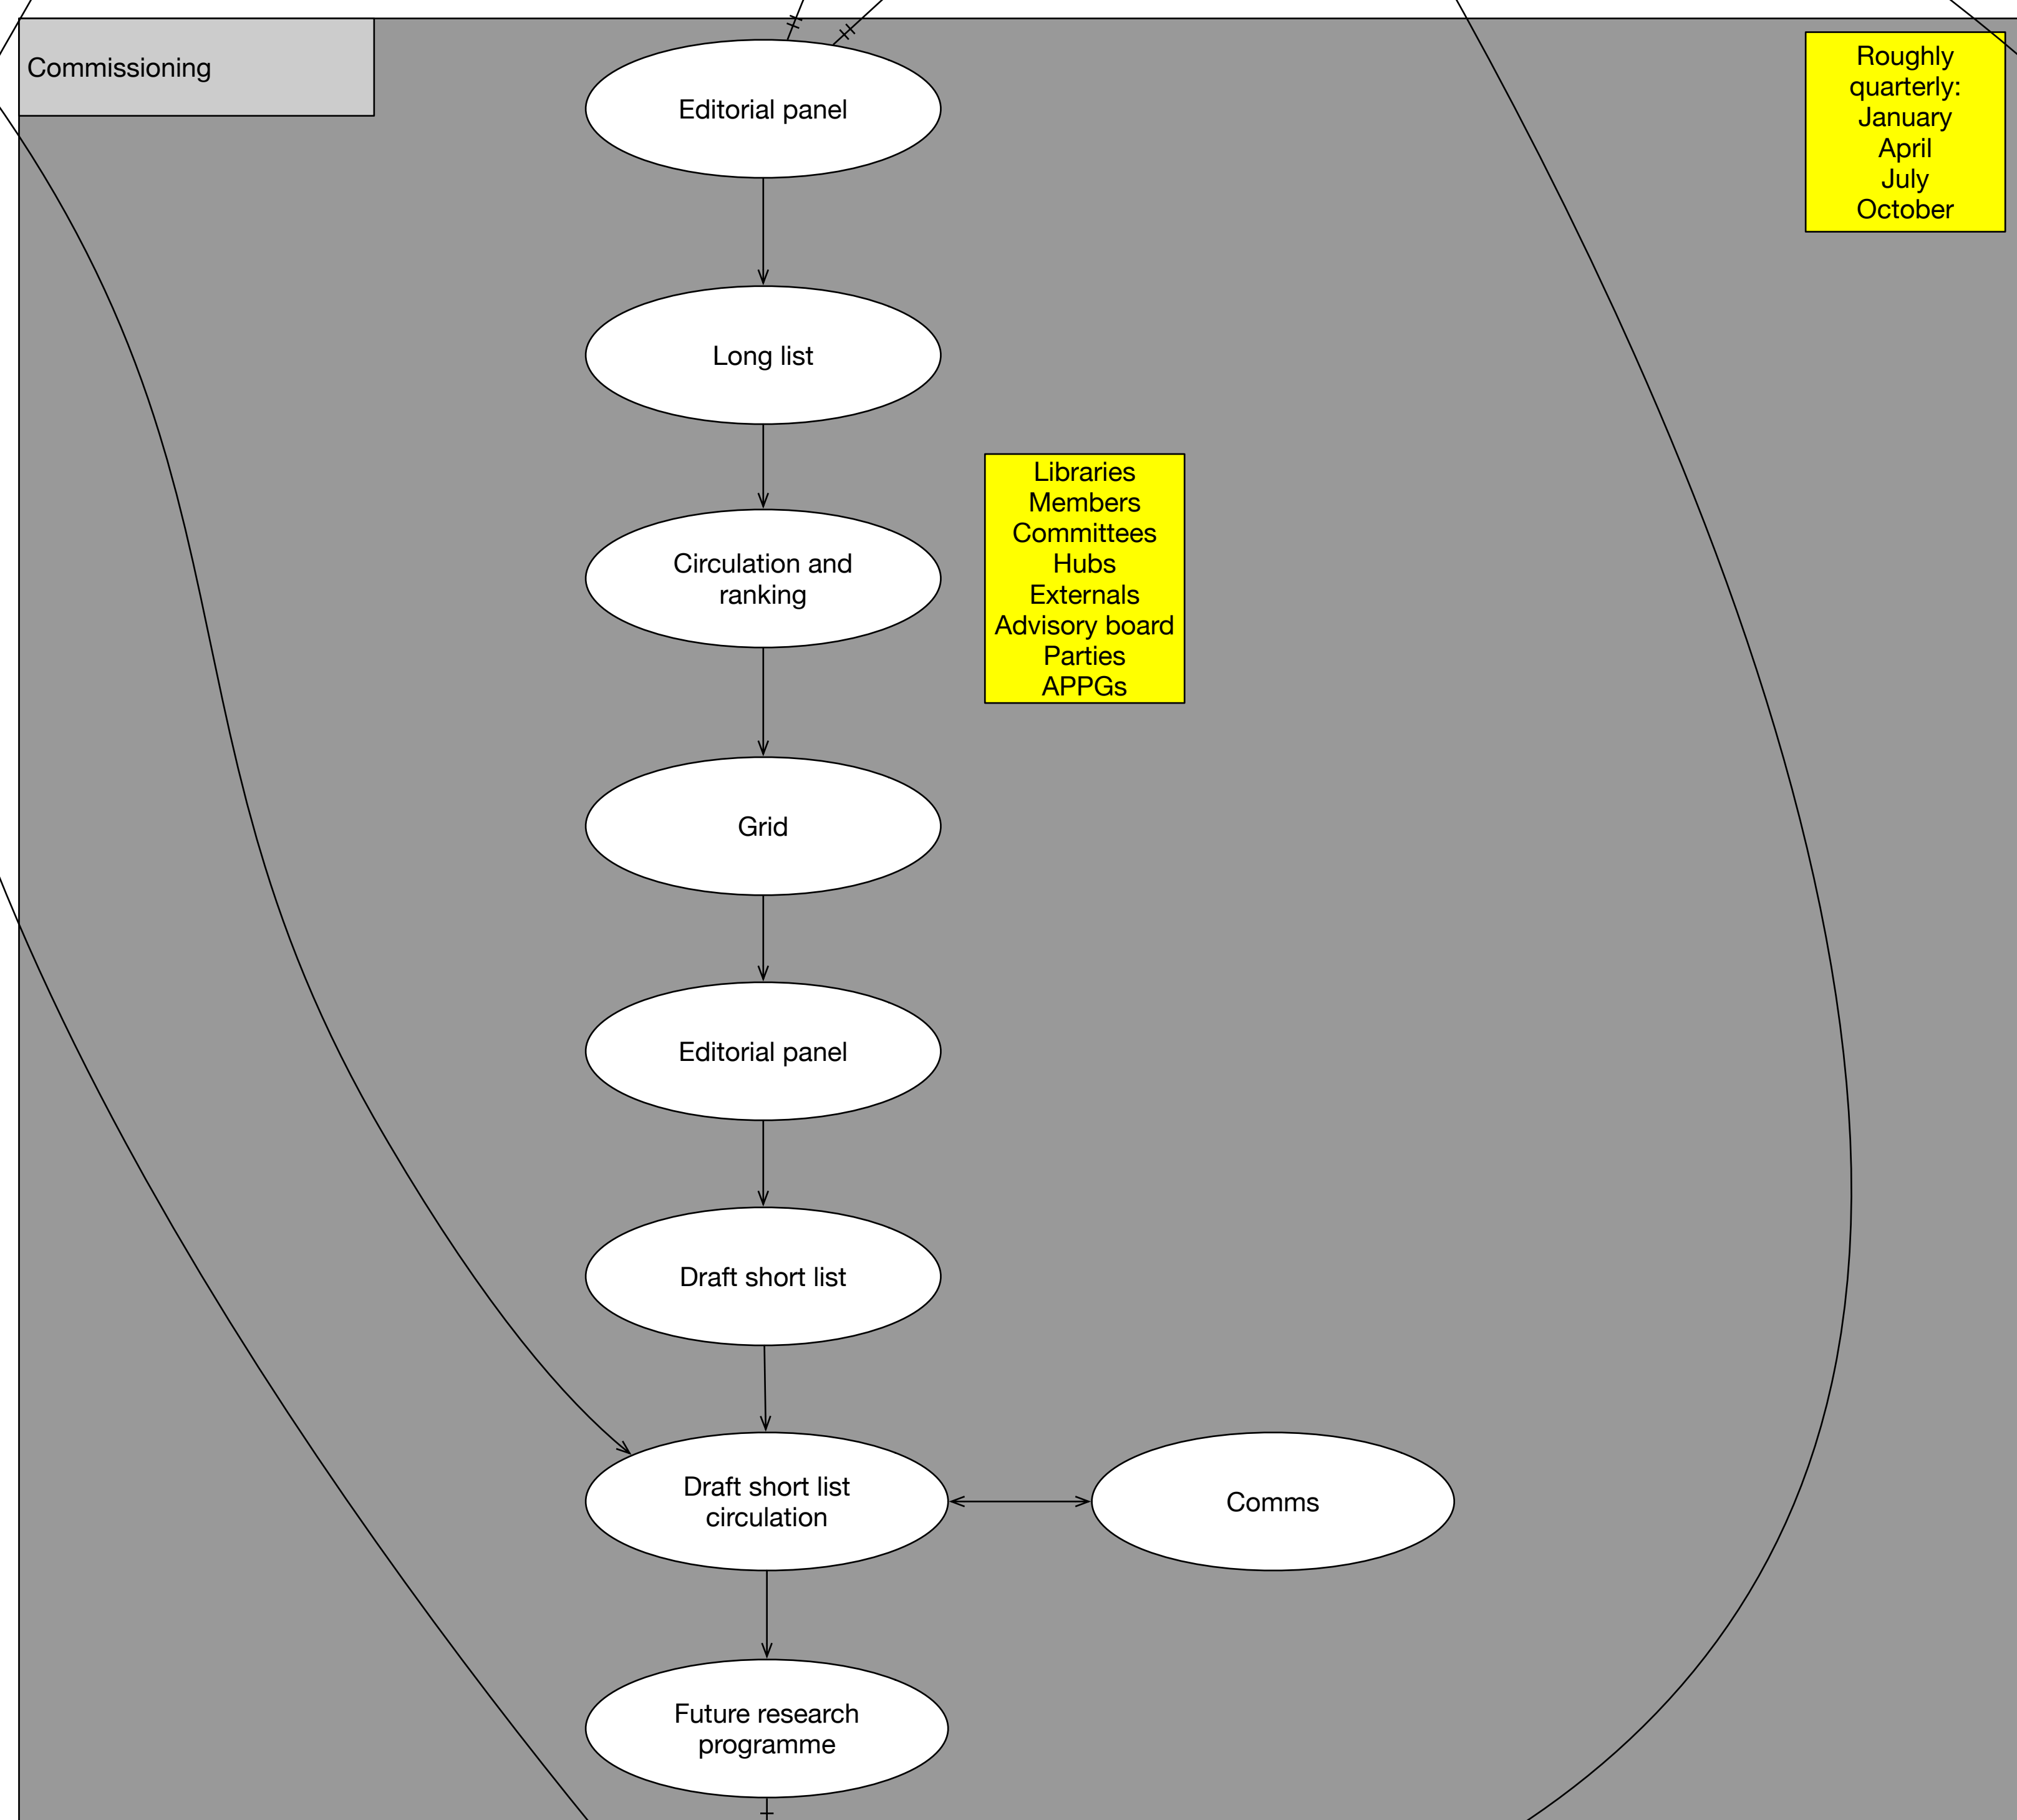 Commissioning
Editorial panel
Roughly
quarterly:
January
April
July
October
Long list
Libraries
Members
Committees
Hubs
Externals
Advisory board
Parties
APPGs
Circulation and
ranking
Grid
Editorial panel
Draft short list
Draft short list
circulation
Comms
Future research
programme